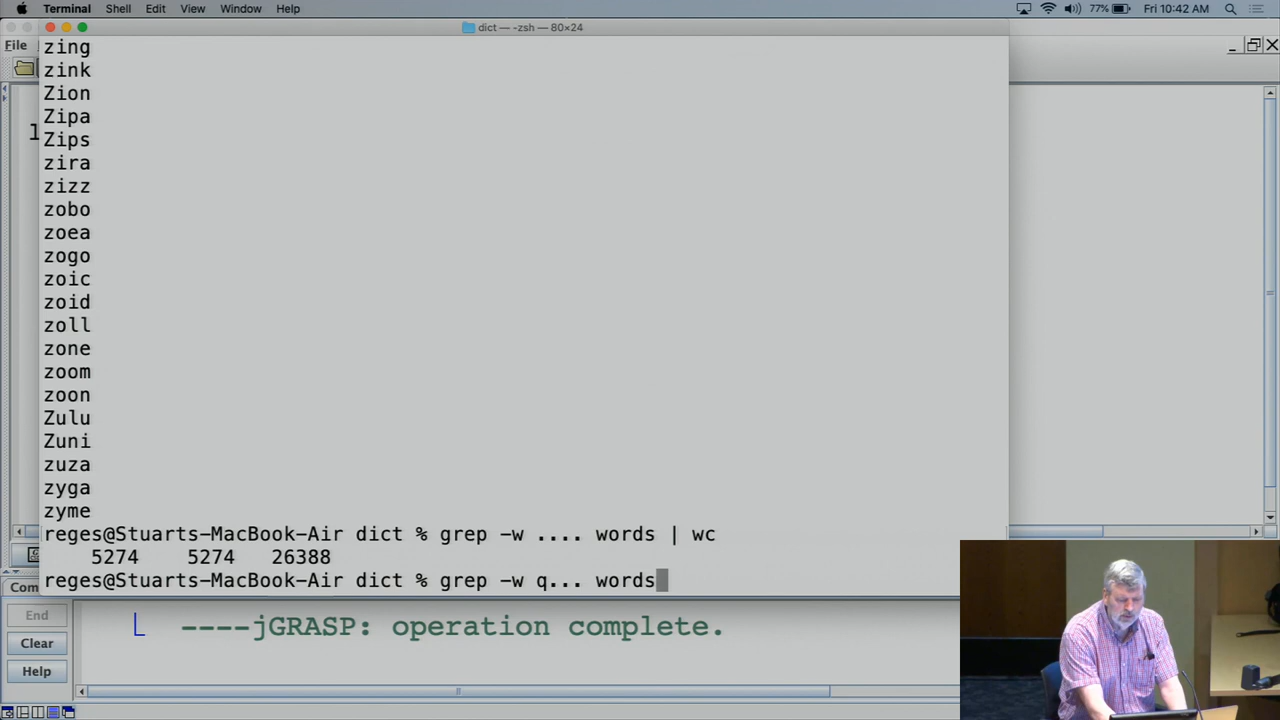 Terminal Shell Edit View Window Help 77% Fri 10:42 AM
dict — -zsh — 80×24
File
zing
zink
Zion
Zipa
1
Zips
zira
zizz
zobo
zoea
zogo
zoic
zoid
zoll
zone
zoom
zoon
Zulu
Zuni
zuza
zyga
zyme
reges@Stuarts-MacBook-Air dict % grep -w .... words | wc
5274 5274 26388
reges@Stuarts-MacBook-Air dict % grep -w q... words
Com
End
----jGRASP: operation complete.
Clear
Help